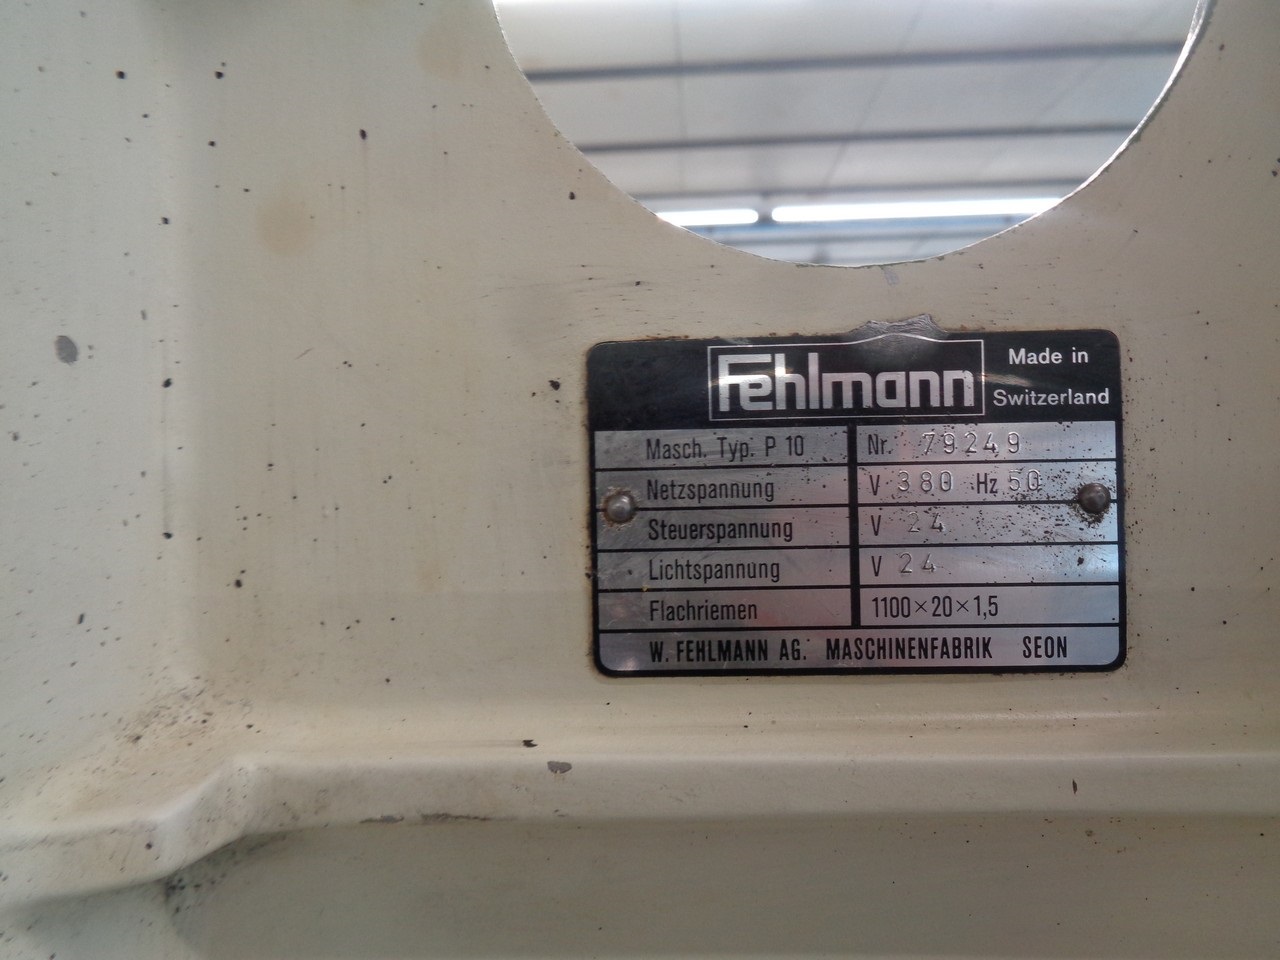 Fehlmann
Made in
Switzerland
Masch. Typ. P 10 Nr. 79249
Netzspannung V 380 Hz 50
Steuerspannung V 24
Lichtspannung V 24
Flachriemen 1100×20×1,5
W. FEHLMANN AG. MASCHINENFABRIK SEON